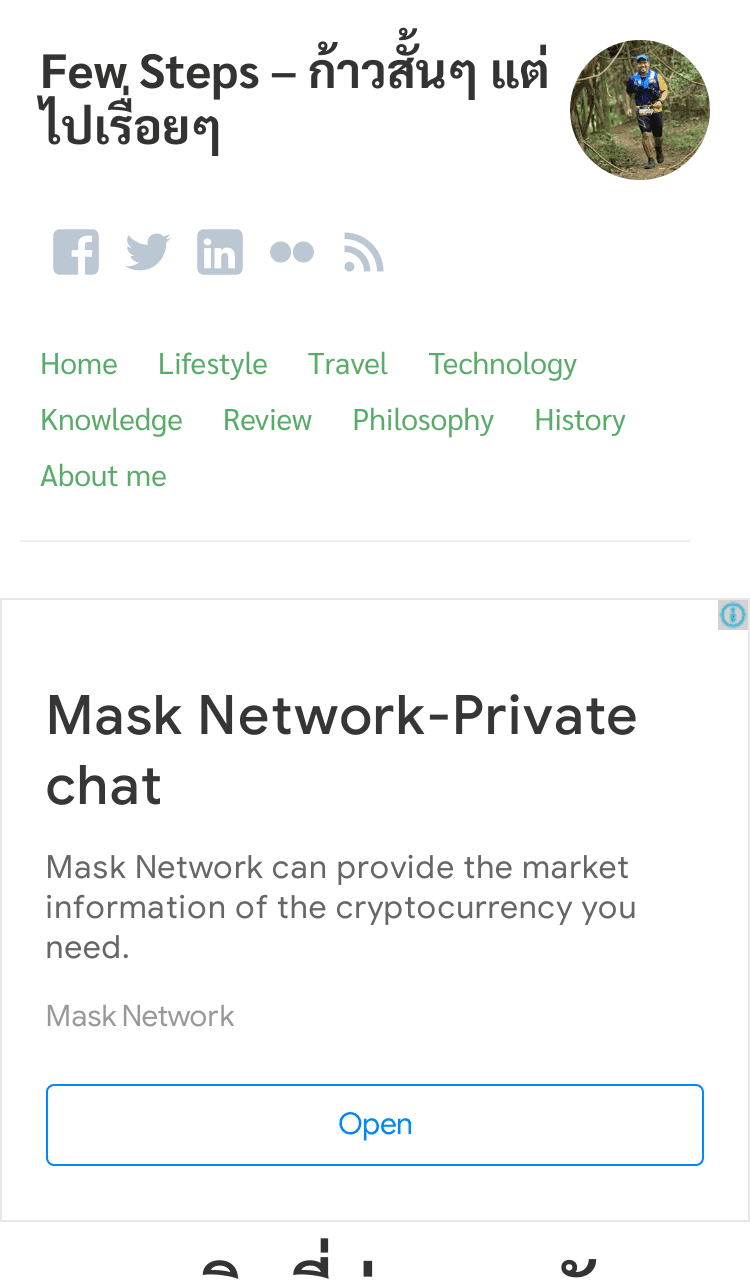 Few Steps – ก้าวสั้นๆ แต่
ไปเรื่อยๆ
Home Lifestyle Travel Technology
Knowledge Review Philosophy History
About me
Mask Network-Private
chat
Mask Network can provide the market
information of the cryptocurrency you
need.
Mask Network
Open